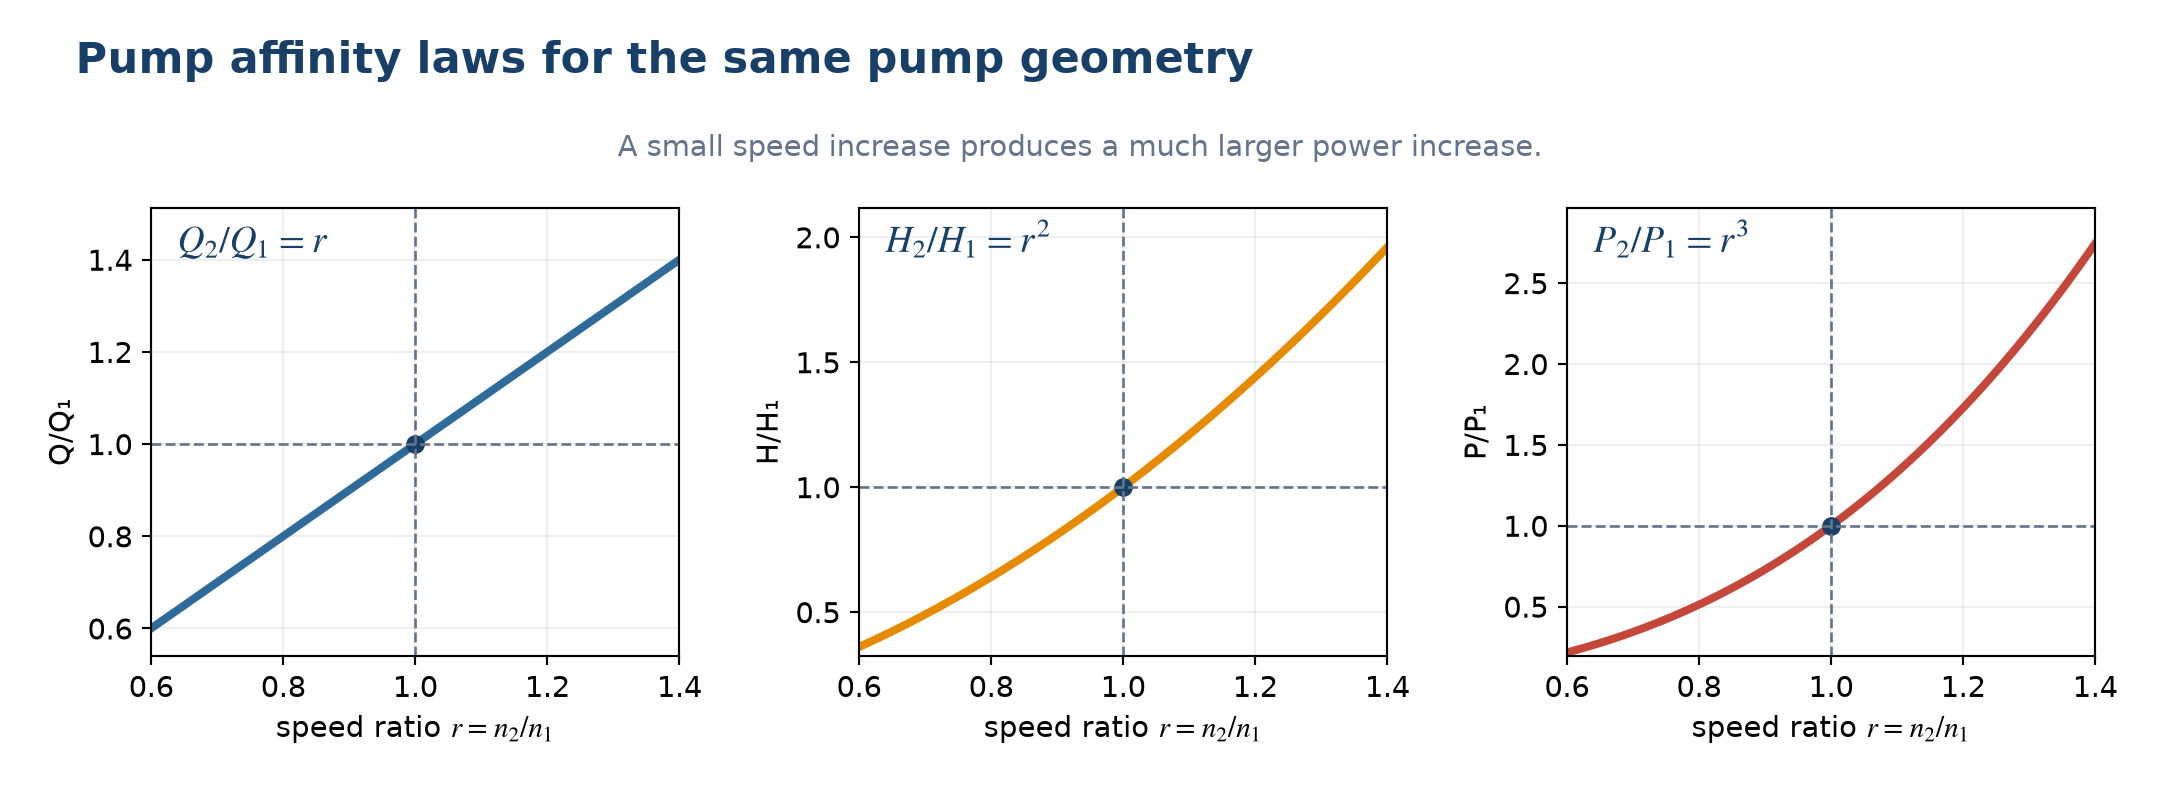 Pump affinity laws for the same pump geometry
A small speed increase produces a much larger power increase.
Q₂/Q₁ = r
Q/Q₁
1.4
1.2
1.0
0.8
0.6
0.6 0.8 1.0 1.2 1.4
speed ratio r = n₂/n₁
H₂/H₁ = r²
H/H₁
2.0
1.5
1.0
0.5
0.6 0.8 1.0 1.2 1.4
speed ratio r = n₂/n₁
P₂/P₁ = r³
P/P₁
2.5
2.0
1.5
1.0
0.5
0.6 0.8 1.0 1.2 1.4
speed ratio r = n₂/n₁